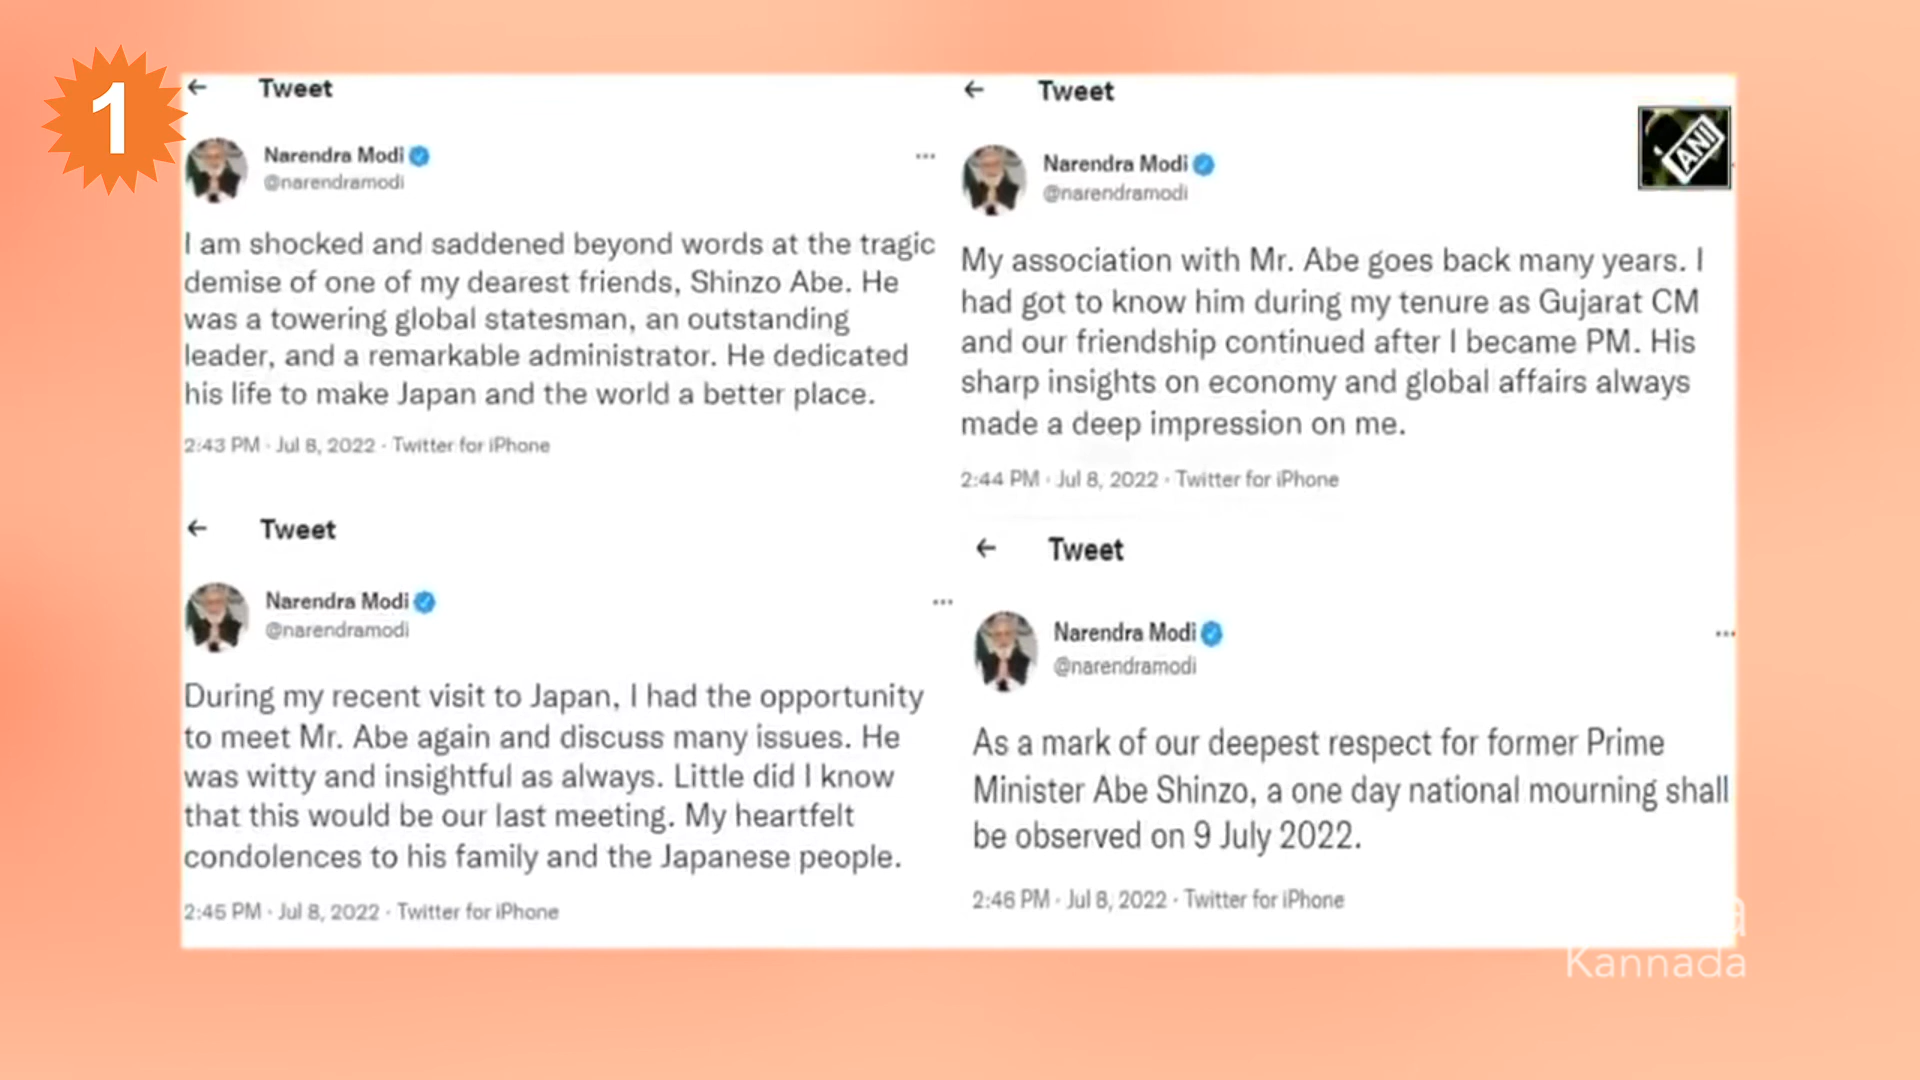 1
Tweet
Narendra Modi
@narendramodi
I am shocked and saddened beyond words at the tragic
demise of one of my dearest friends, Shinzo Abe. He
was a towering global statesman, an outstanding
leader, and a remarkable administrator. He dedicated
his life to make Japan and the world a better place.
2:43 PM · Jul 8, 2022 · Twitter for iPhone
Tweet
Narendra Modi
@narendramodi
ANI
My association with Mr. Abe goes back many years. I
had got to know him during my tenure as Gujarat CM
and our friendship continued after I became PM. His
sharp insights on economy and global affairs always
made a deep impression on me.
2:44 PM · Jul 8, 2022 · Twitter for iPhone
Tweet
Narendra Modi
@narendramodi
During my recent visit to Japan, I had the opportunity
to meet Mr. Abe again and discuss many issues. He
was witty and insightful as always. Little did I know
that this would be our last meeting. My heartfelt
condolences to his family and the Japanese people.
2:45 PM · Jul 8, 2022 · Twitter for iPhone
Tweet
Narendra Modi
@narendramodi
As a mark of our deepest respect for former Prime
Minister Abe Shinzo, a one day national mourning shall
be observed on 9 July 2022.
2:46 PM · Jul 8, 2022 · Twitter for iPhone
Kannada